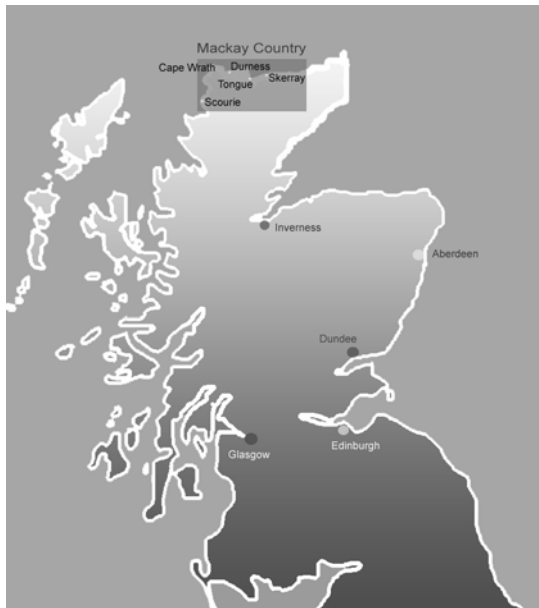 Mackay Country
Cape Wrath
Durness
Tongue
Skerray
Scourie
Inverness
Aberdeen
Dundee
Edinburgh
Glasgow